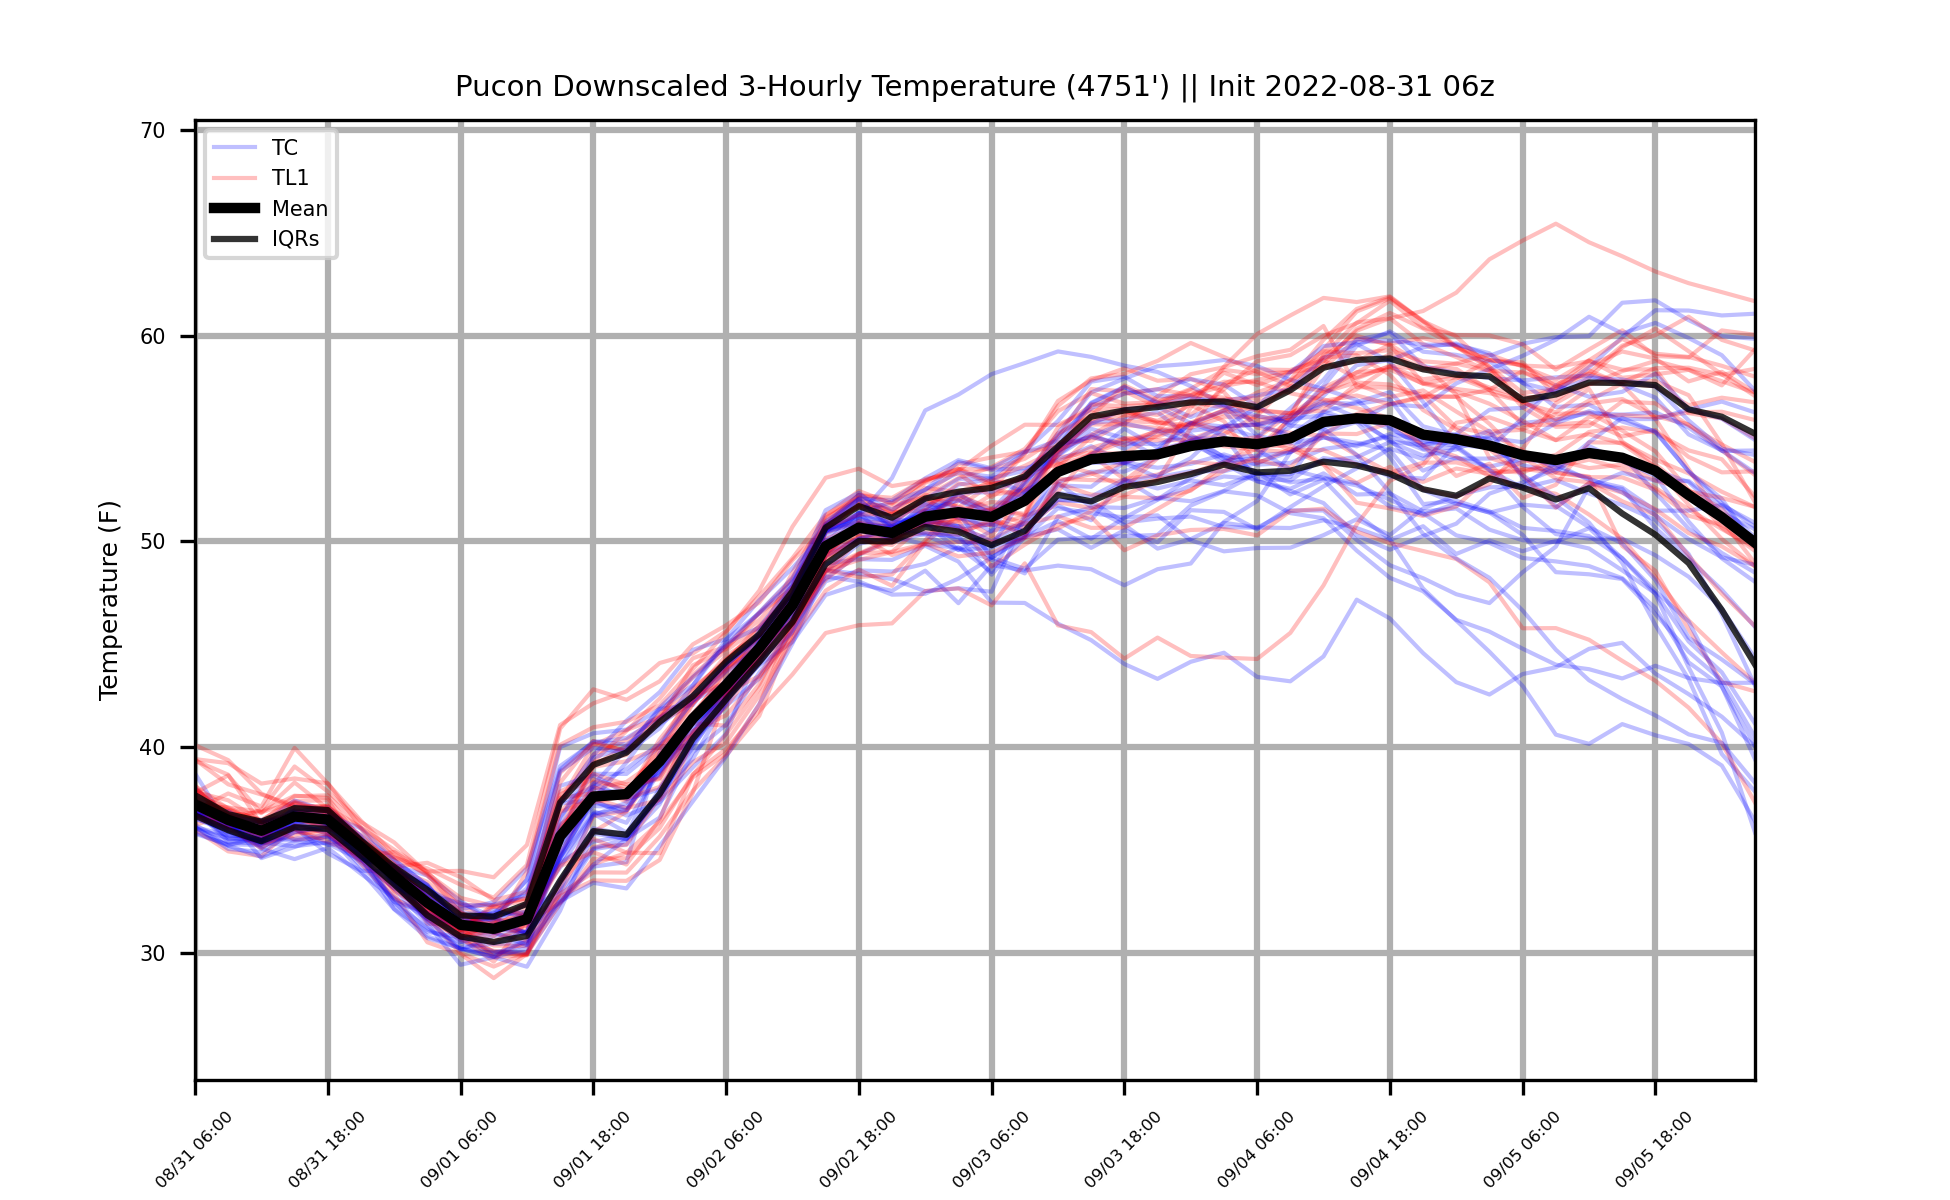 Pucon Downscaled 3-Hourly Temperature (4751') || Init 2022-08-31 06z
TC
TL1
Mean
IQRs
Temperature (F)
70
60
50
40
30
08/31 06:00
08/31 18:00
09/01 06:00
09/01 18:00
09/02 06:00
09/02 18:00
09/03 06:00
09/03 18:00
09/04 06:00
09/04 18:00
09/05 06:00
09/05 18:00